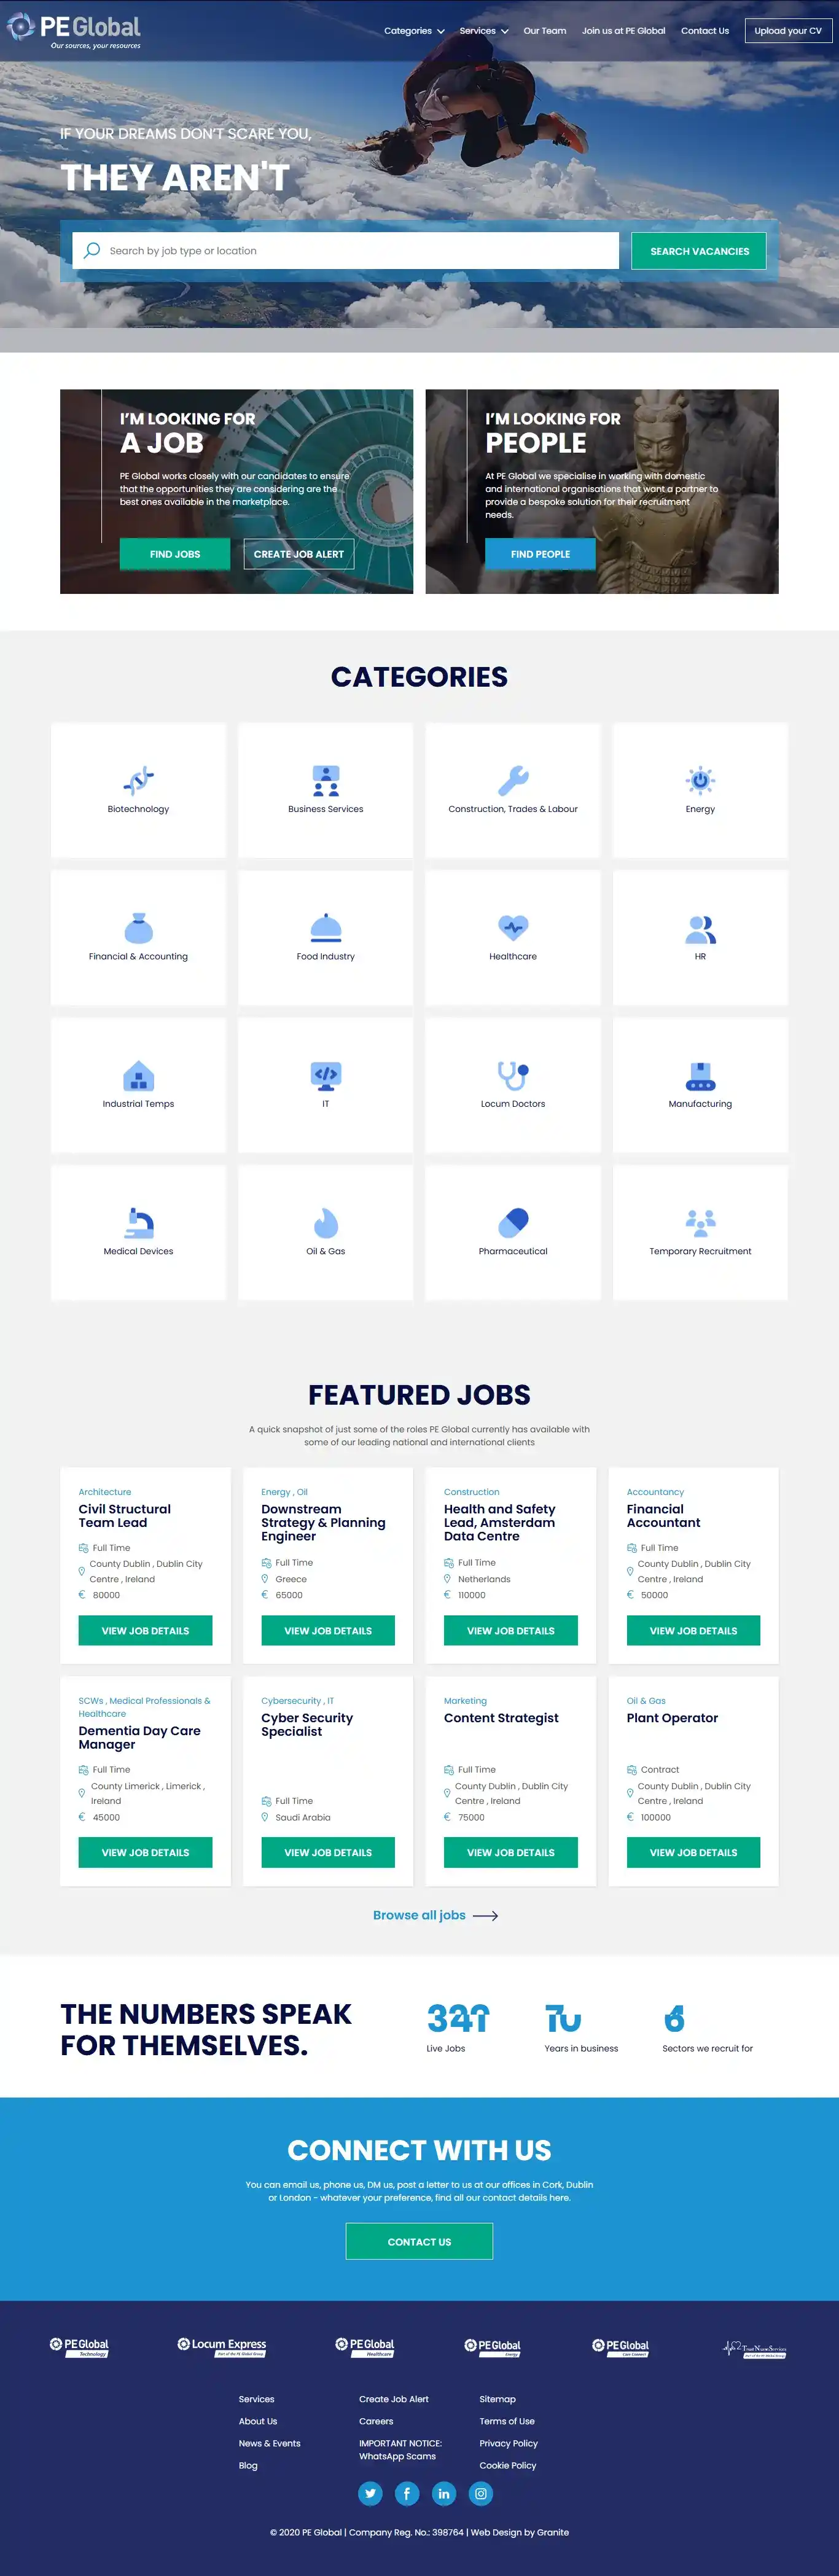 PE Global
Our sources, your resources
Categories
Services
Our Team
Join us at PE Global
Contact Us
Upload your CV
IF YOUR DREAMS DON'T SCARE YOU,
THEY AREN'T
Search by job type or location
SEARCH VACANCIES
I'M LOOKING FOR
A JOB
PE Global works closely with our candidates to ensure
that the opportunities they are considering are the
best ones available in the marketplace.
FIND JOBS
CREATE JOB ALERT
I'M LOOKING FOR
PEOPLE
At PE Global we specialise in working with domestic
and international organisations that want a partner to
provide a bespoke solution for their recruitment
needs.
FIND PEOPLE
CATEGORIES
Biotechnology
Business Services
Construction, Trades & Labour
Energy
Financial & Accounting
Food Industry
Healthcare
HR
Industrial Temps
IT
Locum Doctors
Manufacturing
Medical Devices
Oil & Gas
Pharmaceutical
Temporary Recruitment
FEATURED JOBS
A quick snapshot of just some of the roles PE Global currently has available with
some of our leading national and international clients
Architecture
Civil Structural
Team Lead
Full Time
County Dublin , Dublin City
Centre , Ireland
€ 80000
VIEW JOB DETAILS
Energy , Oil
Downstream
Strategy & Planning
Engineer
Full Time
Greece
€ 65000
VIEW JOB DETAILS
Construction
Health and Safety
Lead, Amsterdam
Data Centre
Full Time
Netherlands
€ 110000
VIEW JOB DETAILS
Accountancy
Financial
Accountant
Full Time
County Dublin , Dublin City
Centre , Ireland
€ 50000
VIEW JOB DETAILS
SCWs , Medical Professionals &
Healthcare
Dementia Day Care
Manager
Full Time
County Limerick , Limerick ,
Ireland
€ 45000
VIEW JOB DETAILS
Cybersecurity , IT
Cyber Security
Specialist
Full Time
Saudi Arabia
VIEW JOB DETAILS
Marketing
Content Strategist
Full Time
County Dublin , Dublin City
Centre , Ireland
€ 75000
VIEW JOB DETAILS
Oil & Gas
Plant Operator
Contract
County Dublin , Dublin City
Centre , Ireland
€ 100000
VIEW JOB DETAILS
Browse all jobs
THE NUMBERS SPEAK
FOR THEMSELVES.
Live Jobs
Years in business
Sectors we recruit for
CONNECT WITH US
You can email us, phone us, DM us, post a letter to us at our offices in Cork, Dublin
or London - whatever your preference, find all our contact details here.
CONTACT US
PE Global
Technology
Locum Express
Part of the PE Global Group
PE Global
Healthcare
PE Global
Energy
PE Global
Care Connect
Trust Nurse Services
Part of the PE Global Group
Services
About Us
News & Events
Blog
Create Job Alert
Careers
IMPORTANT NOTICE:
WhatsApp Scams
Sitemap
Terms of Use
Privacy Policy
Cookie Policy
© 2020 PE Global | Company Reg. No.: 398764 | Web Design by Granite